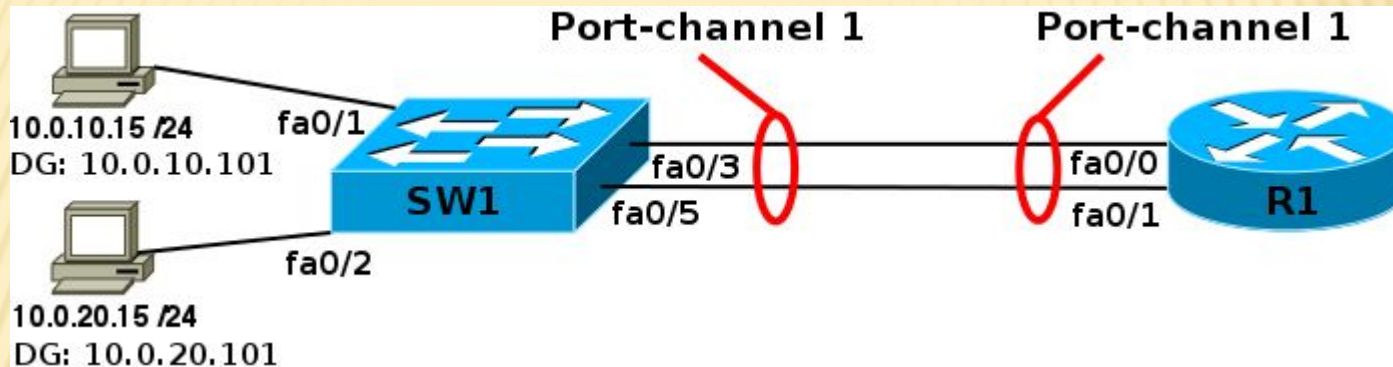 Port-channel 1
Port-channel 1
10.0.10.15 /24
DG: 10.0.10.101
fa0/1
fa0/3
fa0/0
SW1
fa0/5
fa0/1
R1
fa0/2
10.0.20.15 /24
DG: 10.0.20.101